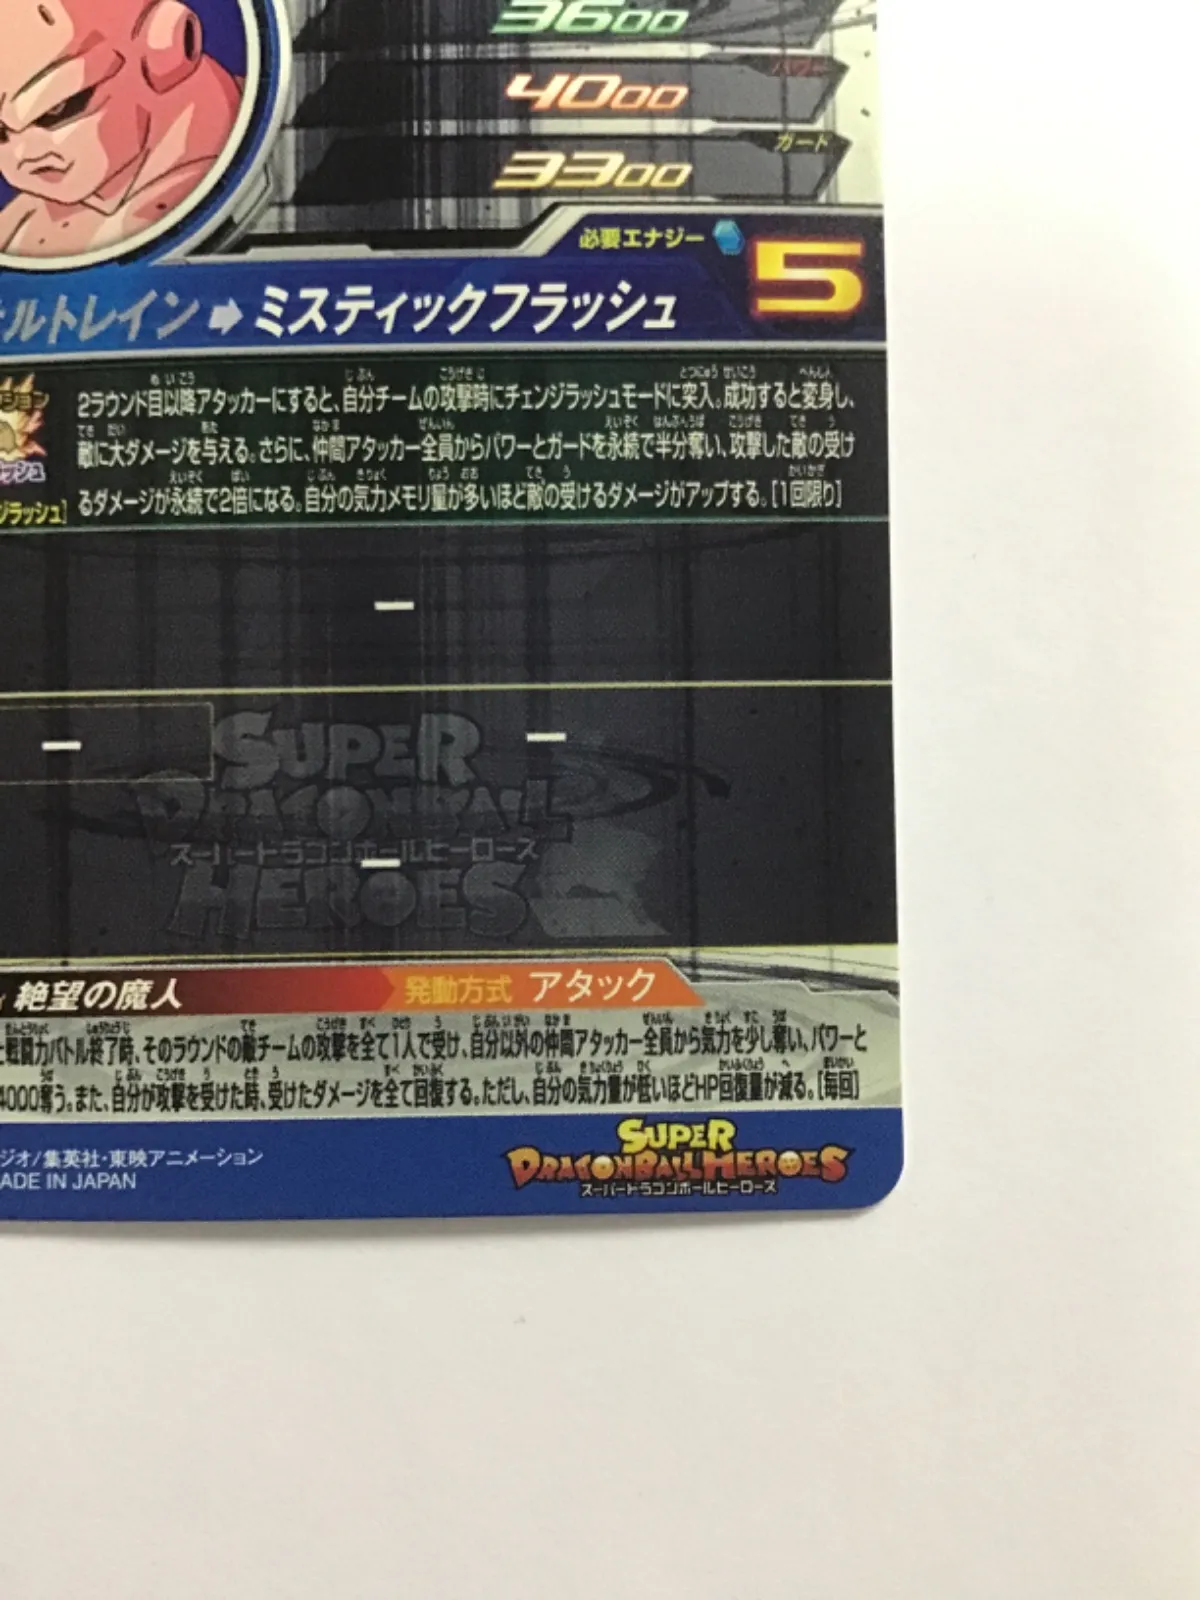 3600
パワー
4000
ガード
3300
必要エナジー 5
ルトレイン ➡ ミスティックフラッシュ
2ラウンド目以降アタッカーにすると、自分チームの攻撃時にチェンジラッシュモードに突入。成功すると変身し、
敵に大ダメージを与える。さらに、仲間アタッカー全員からパワーとガードを永続で半分奪い、攻撃した敵の受け
るダメージが永続で2倍になる。自分の気力メモリ量が多いほど敵の受けるダメージがアップする。[1回限り]
ション
ラッシュ
ジラッシュ]
ー
ー
ー
ー
SUPER
DRAGONBALL
スーパードラゴンボールヒーローズ
HEROES
絶望の魔人 発動方式 アタック
と戦闘力バトル終了時、そのラウンドの敵チームの攻撃を全て1人で受け、自分以外の仲間アタッカー全員から気力を少し奪い、パワーと
4000奪う。また、自分が攻撃を受けた時、受けたダメージを全て回復する。ただし、自分の気力量が低いほどHP回復量が減る。[毎回]
ジオ/集英社・東映アニメーション
ADE IN JAPAN
SUPER
DRAGONBALL HEROES
スーパードラゴンボールヒーローズ